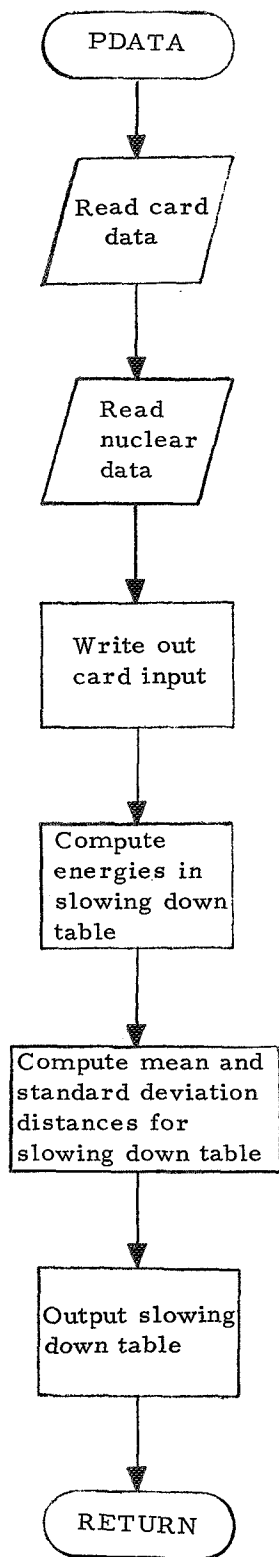 PDATA
Read card
data
Read
nuclear
data
Write out
card input
Compute
energies in
slowing down
table
Compute mean and
standard deviation
distances for
slowing down table
Output slowing
down table
RETURN